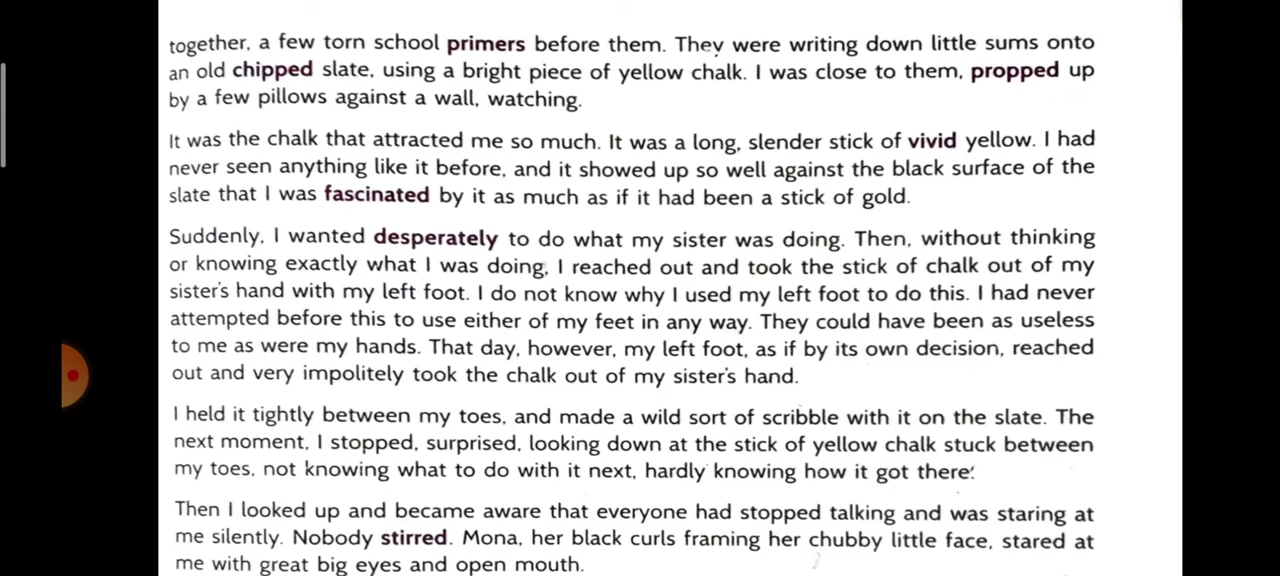 together, a few torn school primers before them. They were writing down little sums onto
an old chipped slate, using a bright piece of yellow chalk. I was close to them, propped up
by a few pillows against a wall, watching.
It was the chalk that attracted me so much. It was a long, slender stick of vivid yellow. I had
never seen anything like it before, and it showed up so well against the black surface of the
slate that I was fascinated by it as much as if it had been a stick of gold.
Suddenly, I wanted desperately to do what my sister was doing. Then, without thinking
or knowing exactly what I was doing, I reached out and took the stick of chalk out of my
sister's hand with my left foot. I do not know why I used my left foot to do this. I had never
attempted before this to use either of my feet in any way. They could have been as useless
to me as were my hands. That day, however, my left foot, as if by its own decision, reached
out and very impolitely took the chalk out of my sister's hand.
I held it tightly between my toes, and made a wild sort of scribble with it on the slate. The
next moment, I stopped, surprised, looking down at the stick of yellow chalk stuck between
my toes, not knowing what to do with it next, hardly knowing how it got there.
Then I looked up and became aware that everyone had stopped talking and was staring at
me silently. Nobody stirred. Mona, her black curls framing her chubby little face, stared at
me with great big eyes and open mouth.